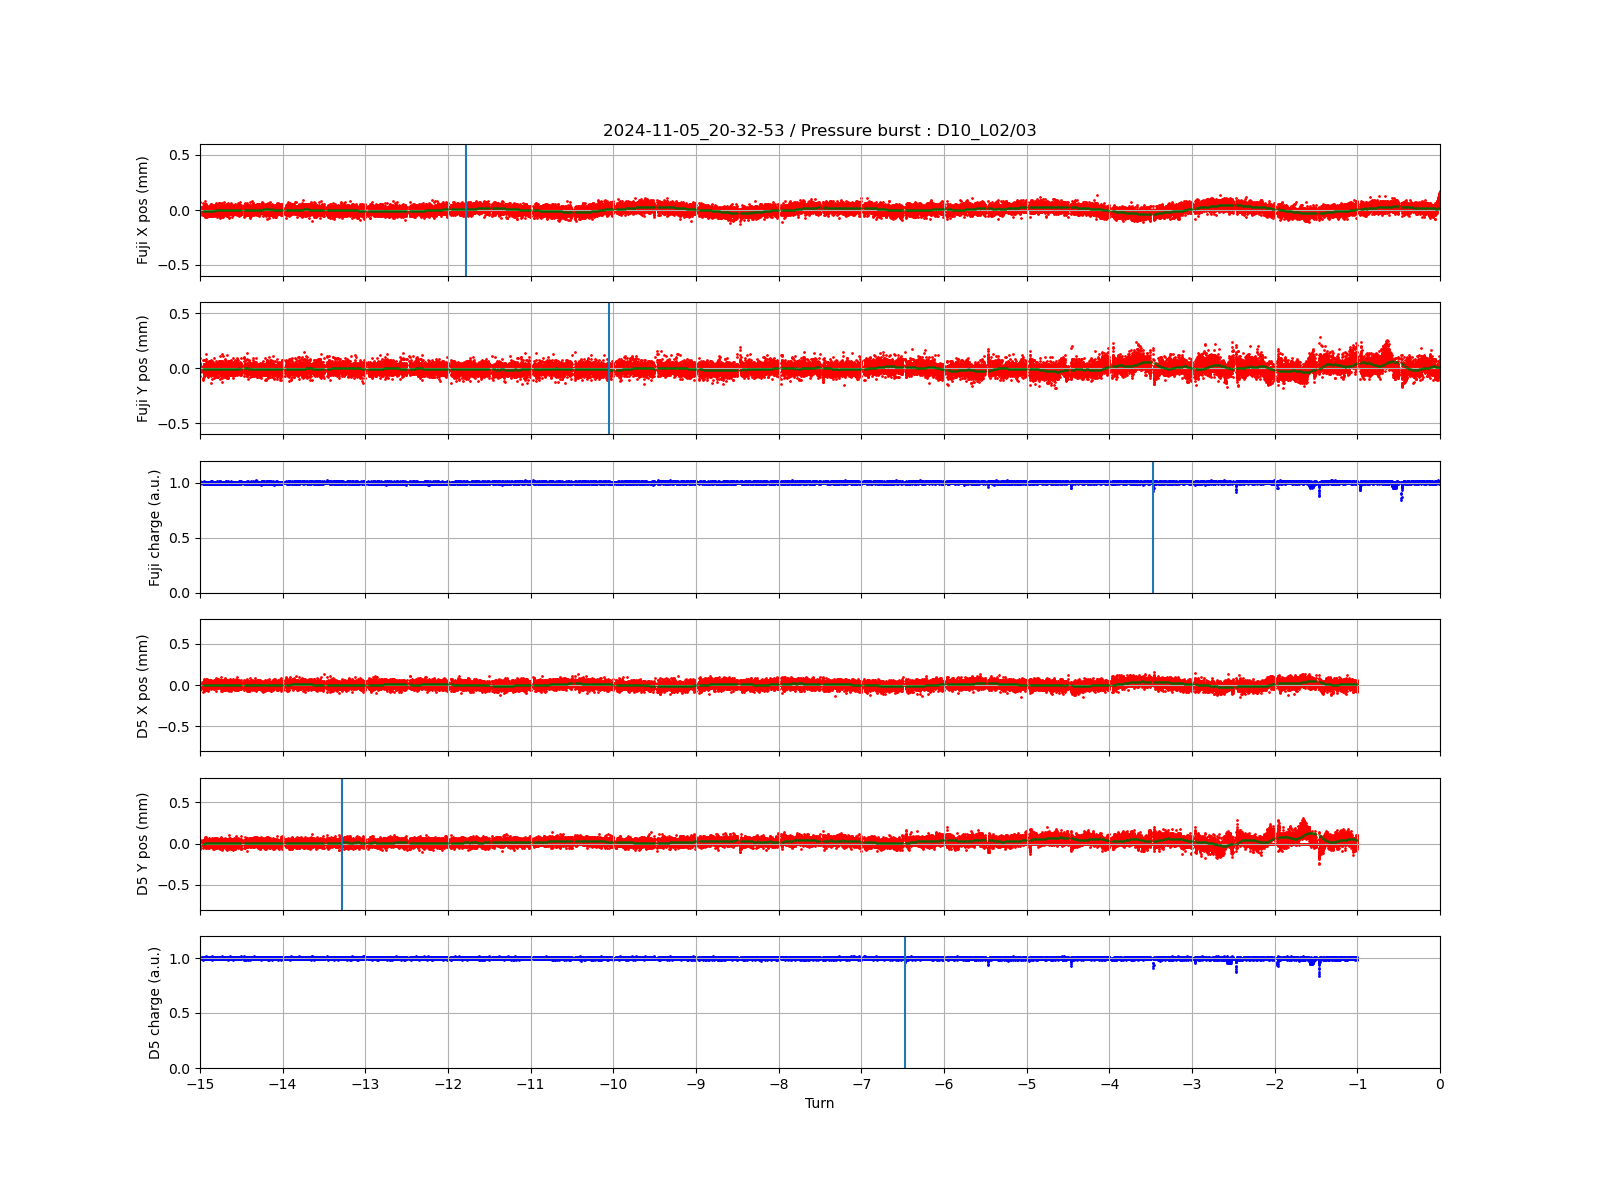 2024-11-05_20-32-53 / Pressure burst : D10_L02/03
Fuji X pos (mm)
0.5
0.0
−0.5
Fuji Y pos (mm)
0.5
0.0
−0.5
Fuji charge (a.u.)
1.0
0.5
0.0
D5 X pos (mm)
0.5
0.0
−0.5
D5 Y pos (mm)
0.5
0.0
−0.5
D5 charge (a.u.)
1.0
0.5
0.0
−15 −14 −13 −12 −11 −10 −9 −8 −7 −6 −5 −4 −3 −2 −1 0
Turn